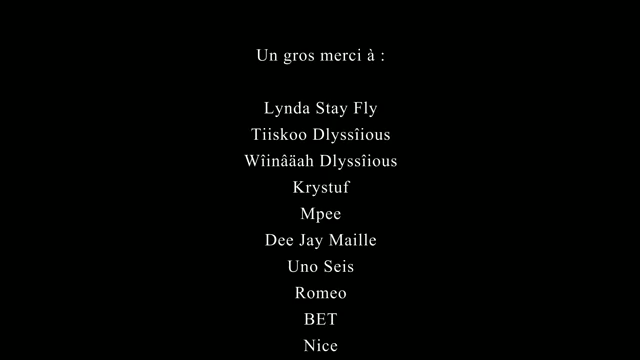 Un gros merci à :
Lynda Stay Fly
Tiiskoo Dlyssîious
Wîinâäah Dlyssîious
Krystuf
Mpee
Dee Jay Maille
Uno Seis
Romeo
BET
Nice